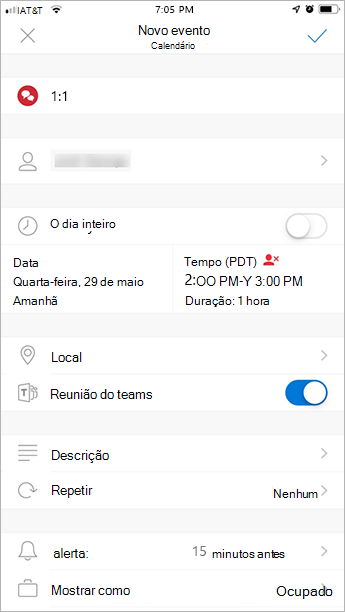 AT&T 7:05 PM
Novo evento
Calendário
1:1
O dia inteiro
Data
Quarta-feira, 29 de maio
Amanhã
Tempo (PDT)
2:OO PM-Y 3:00 PM
Duração: 1 hora
Local
Reunião do teams
Descrição
Repetir Nenhum
alerta: 15 minutos antes
Mostrar como Ocupado